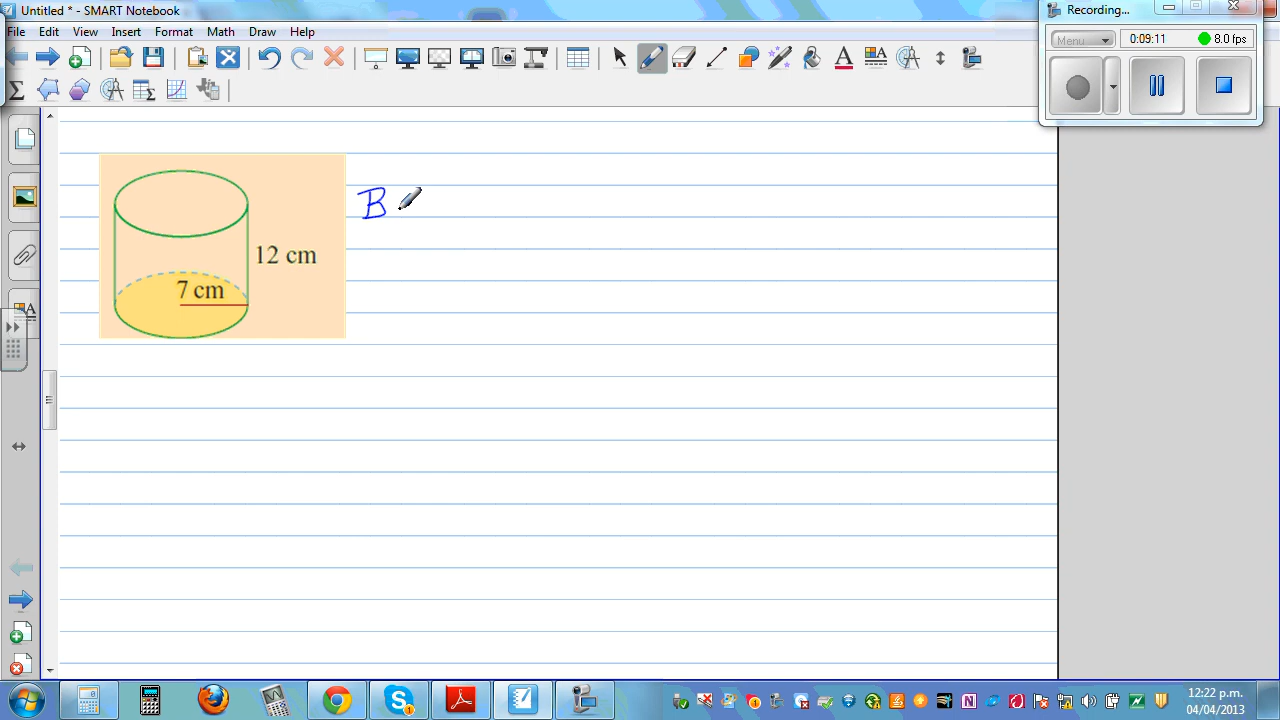 Untitled * - SMART Notebook
Recording...
File Edit View Insert Format Math Draw Help
Menu 0:09:11 8.0 fps
B
12 cm
7 cm
12:22 p.m.
04/04/2013